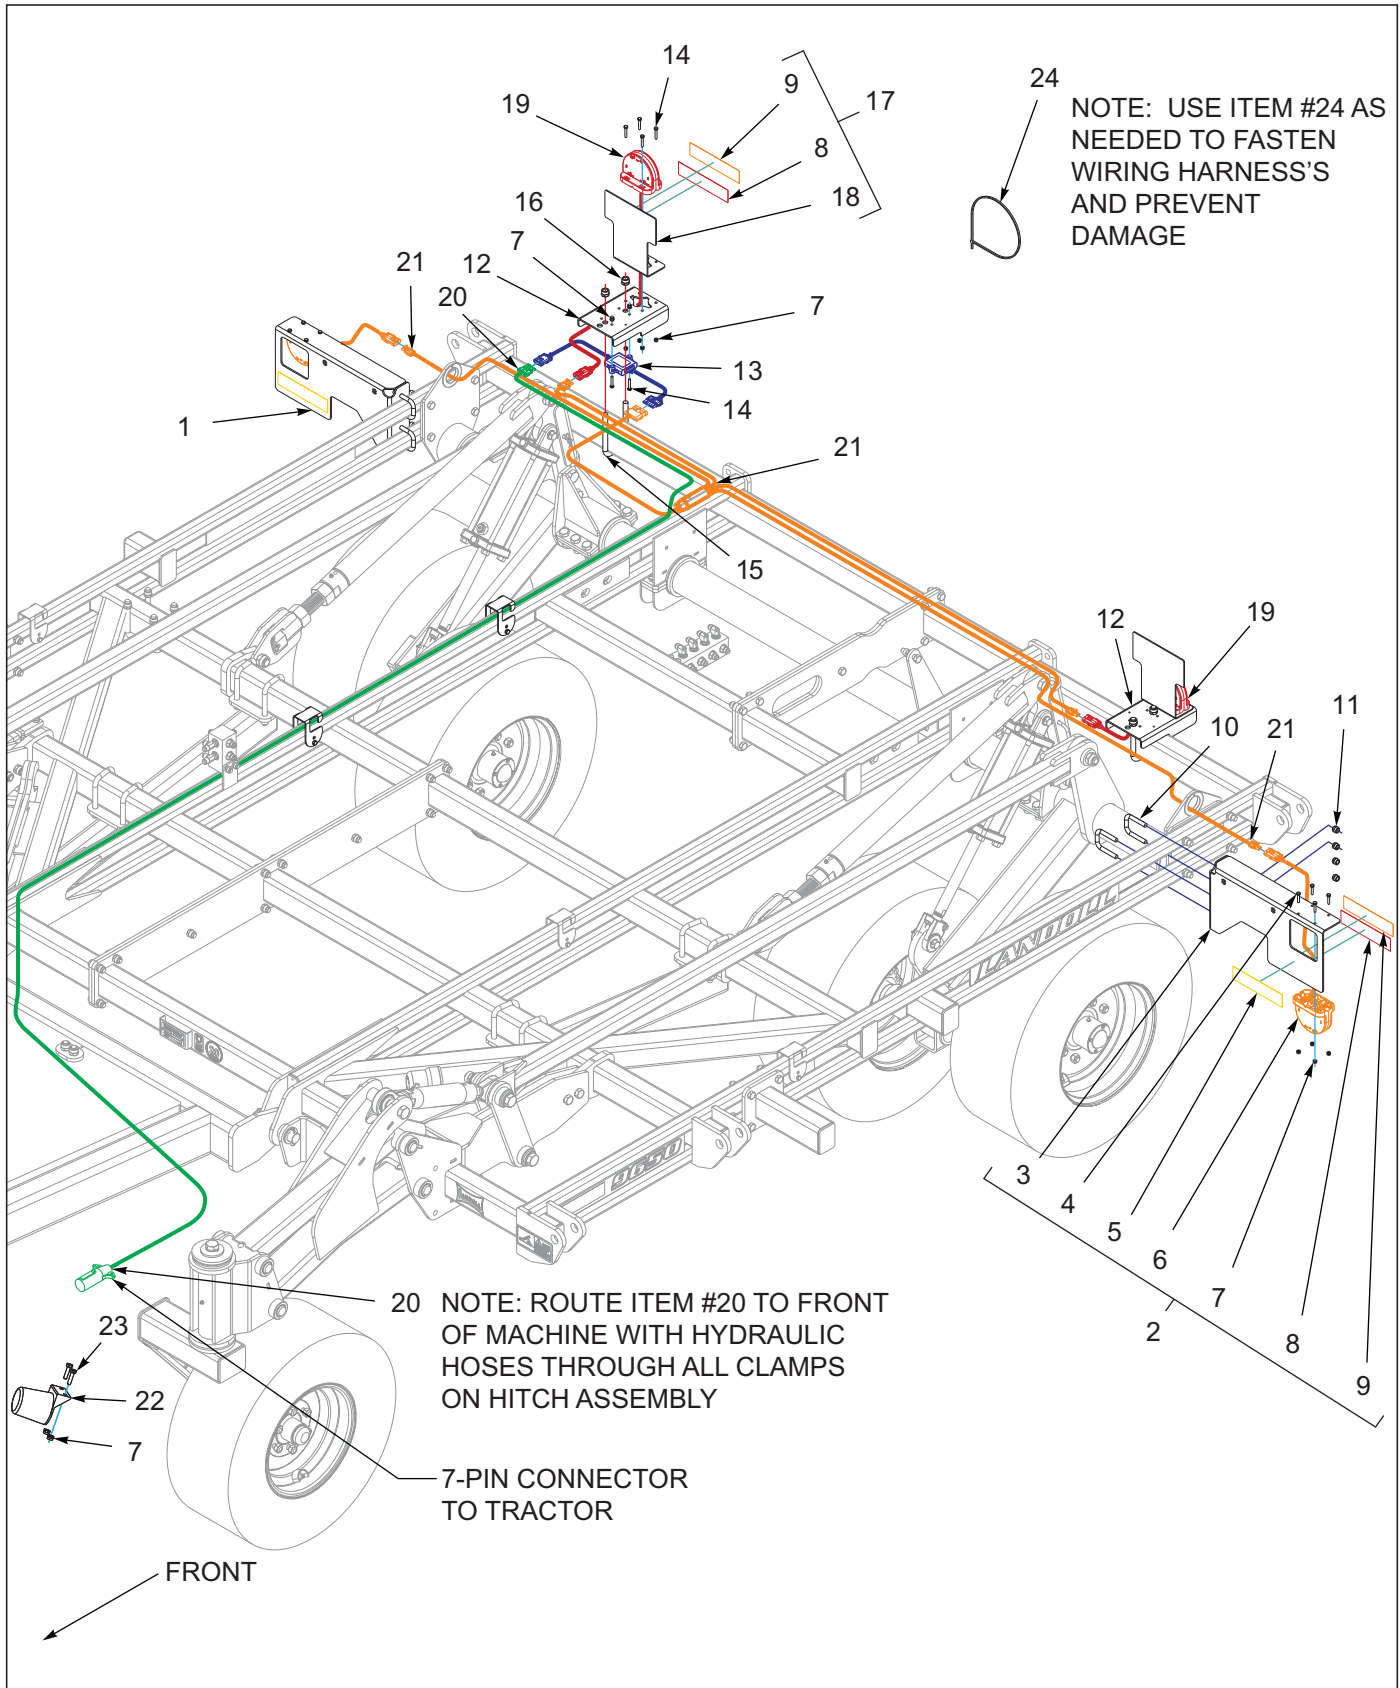 14
9
17
19
8
18
16
7
12
21
20
7
13
14
1
21
15
24
NOTE: USE ITEM #24 AS
NEEDED TO FASTEN
WIRING HARNESS'S
AND PREVENT
DAMAGE
12
19
10
21
11
LANDOLL
9650
3
4
5
6
7
2
8
9
20
NOTE: ROUTE ITEM #20 TO FRONT
OF MACHINE WITH HYDRAULIC
HOSES THROUGH ALL CLAMPS
ON HITCH ASSEMBLY
23
22
7
7-PIN CONNECTOR
TO TRACTOR
FRONT